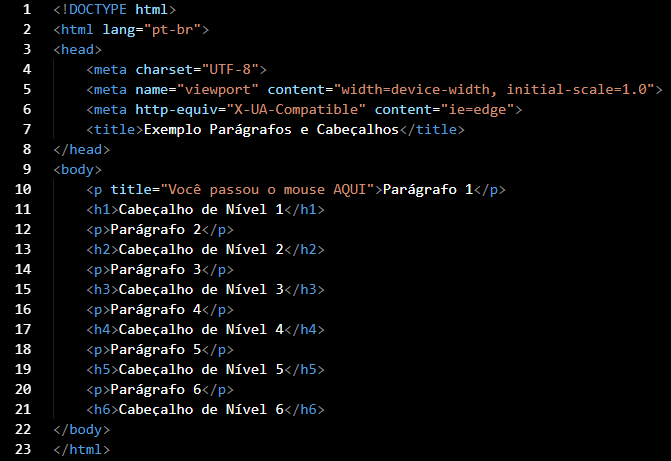 1 <!DOCTYPE html>
2 <html lang="pt-br">
3 <head>
4     <meta charset="UTF-8">
5     <meta name="viewport" content="width=device-width, initial-scale=1.0">
6     <meta http-equiv="X-UA-Compatible" content="ie=edge">
7     <title>Exemplo Parágrafos e Cabeçalhos</title>
8 </head>
9 <body>
10     <p title="Você passou o mouse AQUI">Parágrafo 1</p>
11     <h1>Cabeçalho de Nível 1</h1>
12     <p>Parágrafo 2</p>
13     <h2>Cabeçalho de Nível 2</h2>
14     <p>Parágrafo 3</p>
15     <h3>Cabeçalho de Nível 3</h3>
16     <p>Parágrafo 4</p>
17     <h4>Cabeçalho de Nível 4</h4>
18     <p>Parágrafo 5</p>
19     <h5>Cabeçalho de Nível 5</h5>
20     <p>Parágrafo 6</p>
21     <h6>Cabeçalho de Nível 6</h6>
22 </body>
23 </html>